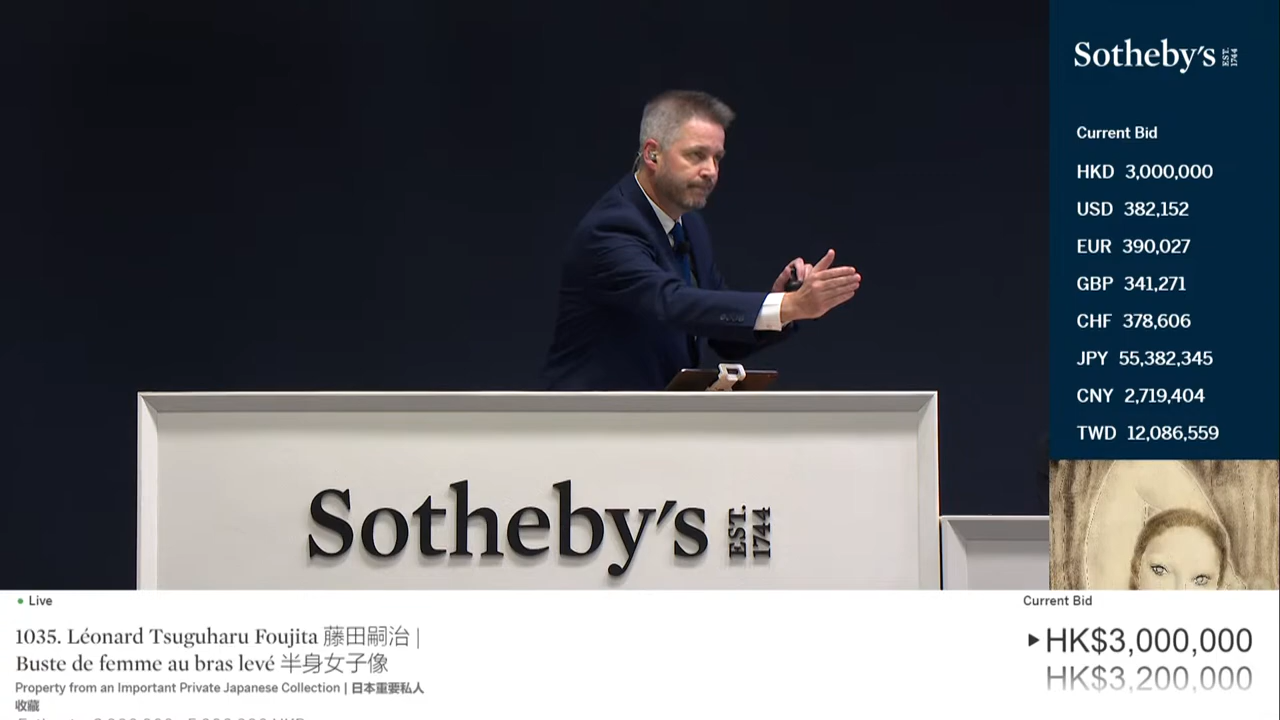 Sotheby's EST. 1744
Current Bid
HKD 3,000,000
USD 382,152
EUR 390,027
GBP 341,271
CHF 378,606
JPY 55,382,345
CNY 2,719,404
TWD 12,086,559
Sotheby's EST. 1744
Live
1035. Léonard Tsuguharu Foujita 藤田嗣治 |
Buste de femme au bras levé 半身女子像
Property from an Important Private Japanese Collection | 日本重要私人
收藏
Current Bid
HK$3,000,000
HK$3,200,000